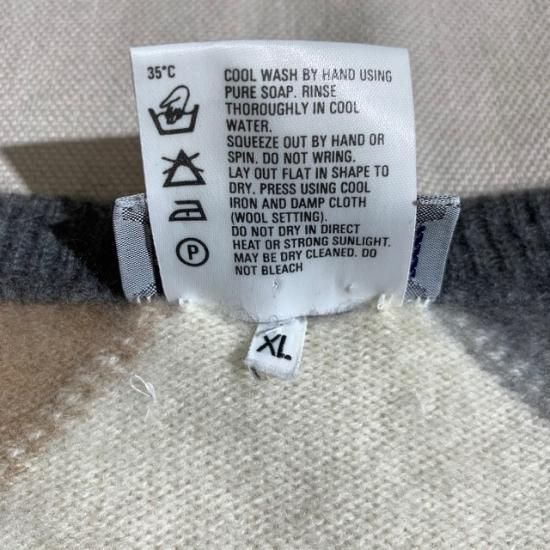 35°C
COOL WASH BY HAND USING
PURE SOAP. RINSE
THOROUGHLY IN COOL
WATER.
SQUEEZE OUT BY HAND OR
SPIN. DO NOT WRING.
LAY OUT FLAT IN SHAPE TO
DRY. PRESS USING COOL
IRON AND DAMP CLOTH
(WOOL SETTING).
DO NOT DRY IN DIRECT
HEAT OR STRONG SUNLIGHT.
MAY BE DRY CLEANED. DO
NOT BLEACH
P
XL